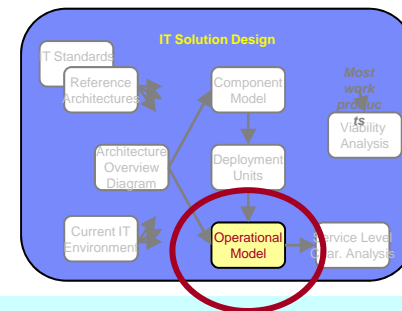 IT Solution Design
IT Standards
Reference
Architectures
Component
Model
Most
work
produc
ts
Viability
Analysis
Architecture
Overview
Diagram
Deployment
Units
Current IT
Environment
Operational
Model
Service Level
Char. Analysis